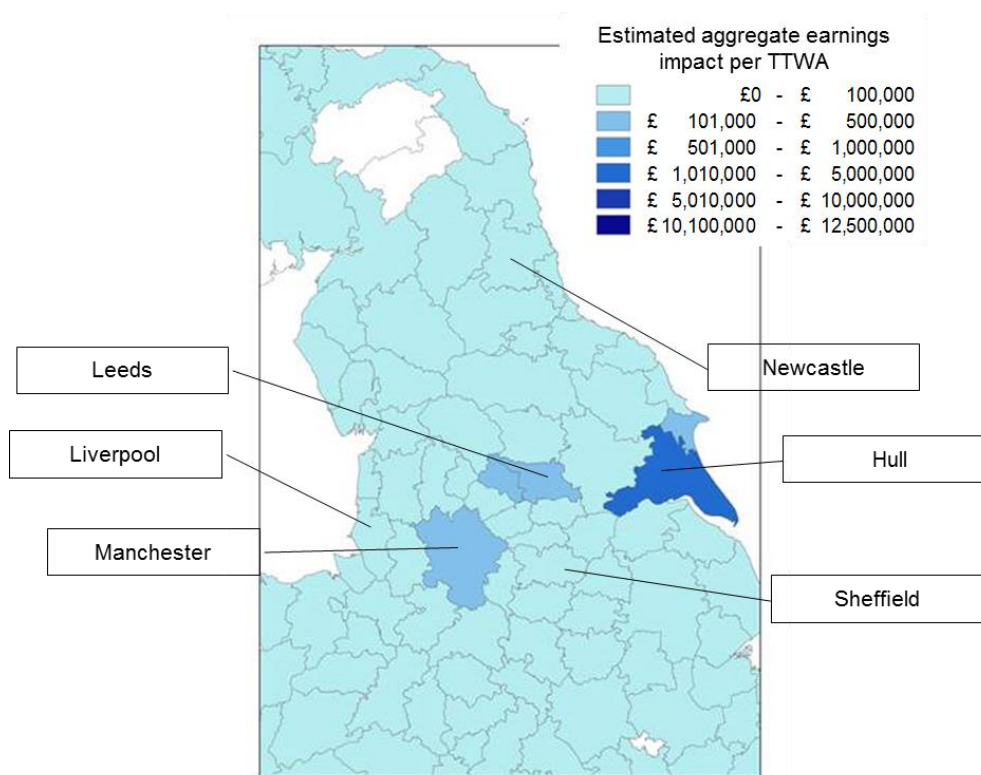 Estimated aggregate earnings
impact per TTWA
£0 - £ 100,000
£ 101,000 - £ 500,000
£ 501,000 - £ 1,000,000
£ 1,010,000 - £ 5,000,000
£ 5,010,000 - £ 10,000,000
£ 10,100,000 - £ 12,500,000
Leeds
Newcastle
Liverpool
Hull
Manchester
Sheffield